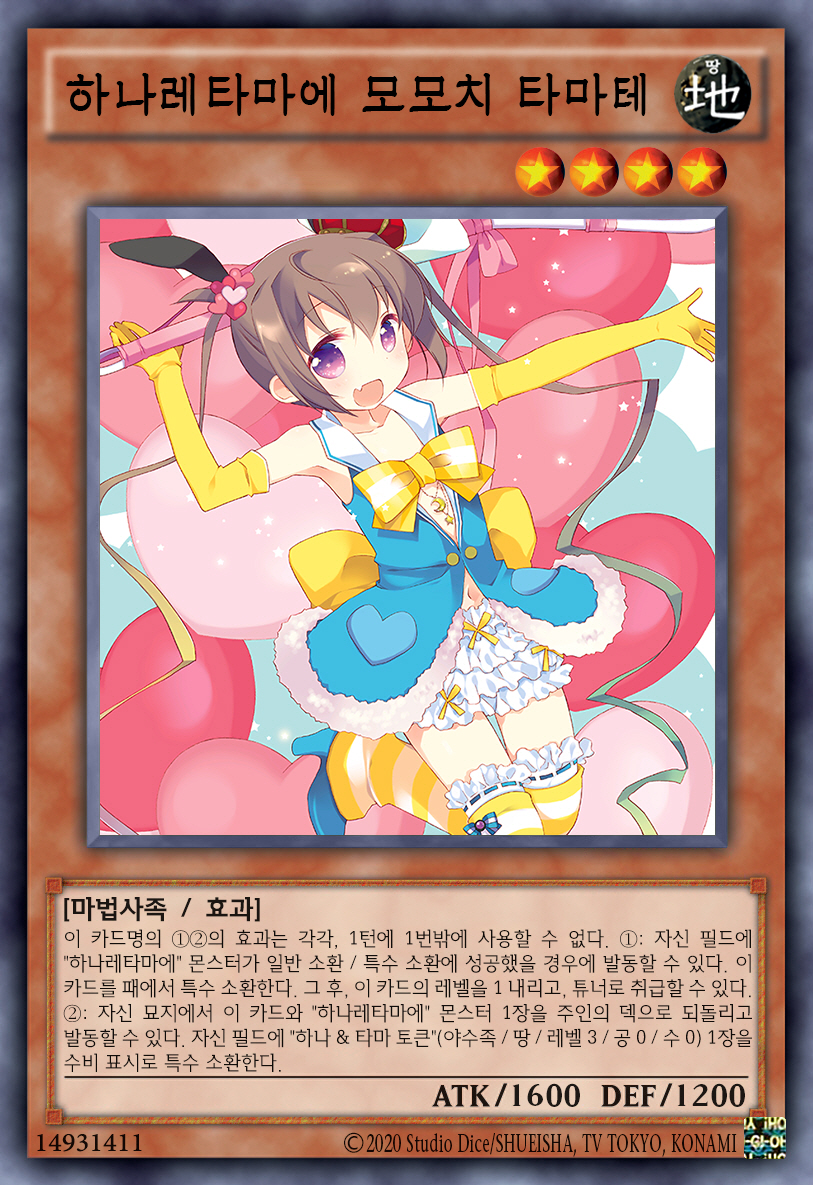 하나레타마에 모모치 타마테
땅
地
[마법사족 / 효과]
이 카드명의 ①②의 효과는 각각, 1턴에 1번밖에 사용할 수 없다. ①: 자신 필드에
"하나레타마에" 몬스터가 일반 소환 / 특수 소환에 성공했을 경우에 발동할 수 있다. 이
카드를 패에서 특수 소환한다. 그 후, 이 카드의 레벨을 1 내리고, 튜너로 취급할 수 있다.
②: 자신 묘지에서 이 카드와 "하나레타마에" 몬스터 1장을 주인의 덱으로 되돌리고
발동할 수 있다. 자신 필드에 "하나 & 타마 토큰"(야수족 / 땅 / 레벨 3 / 공 0 / 수 0) 1장을
수비 표시로 특수 소환한다.
ATK/1600 DEF/1200
14931411 ©2020 Studio Dice/SHUEISHA, TV TOKYO, KONAMI